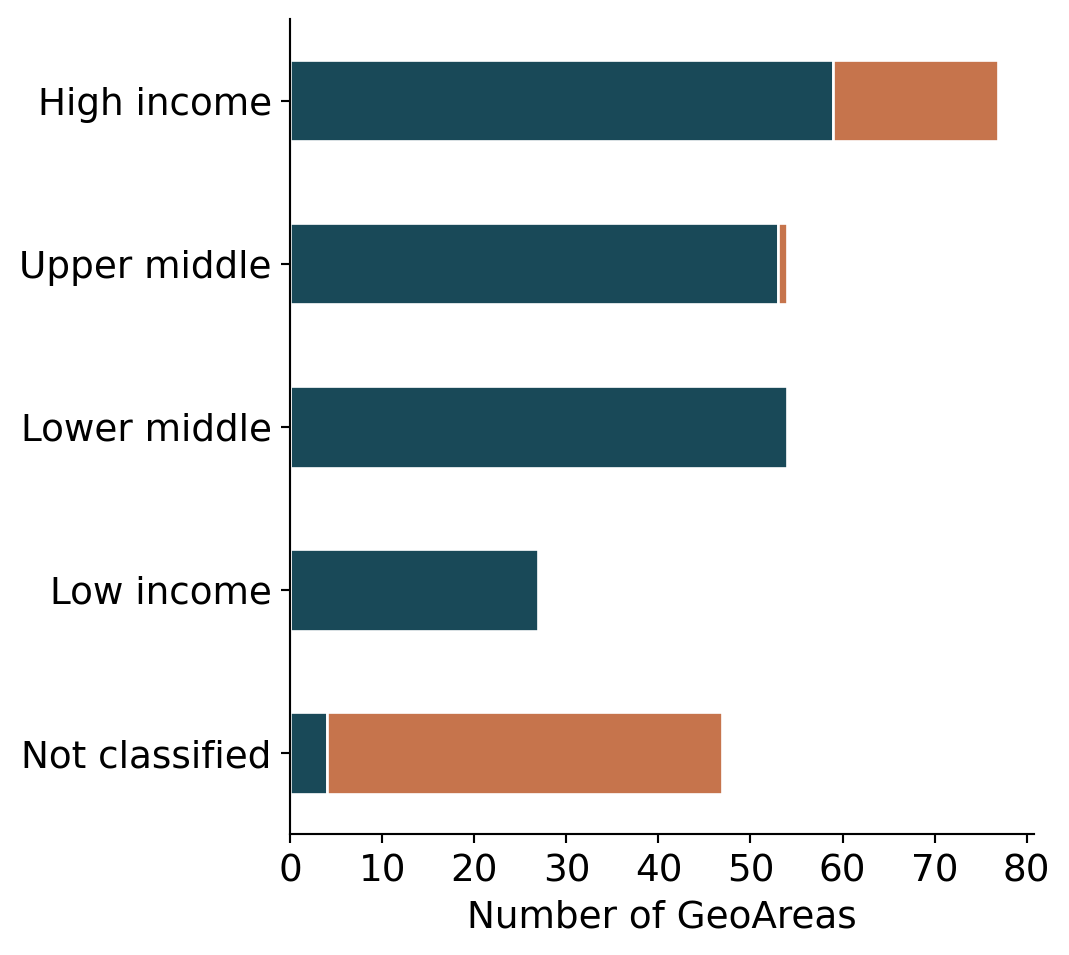 High income
Upper middle
Lower middle
Low income
Not classified
0 10 20 30 40 50 60 70 80
Number of GeoAreas